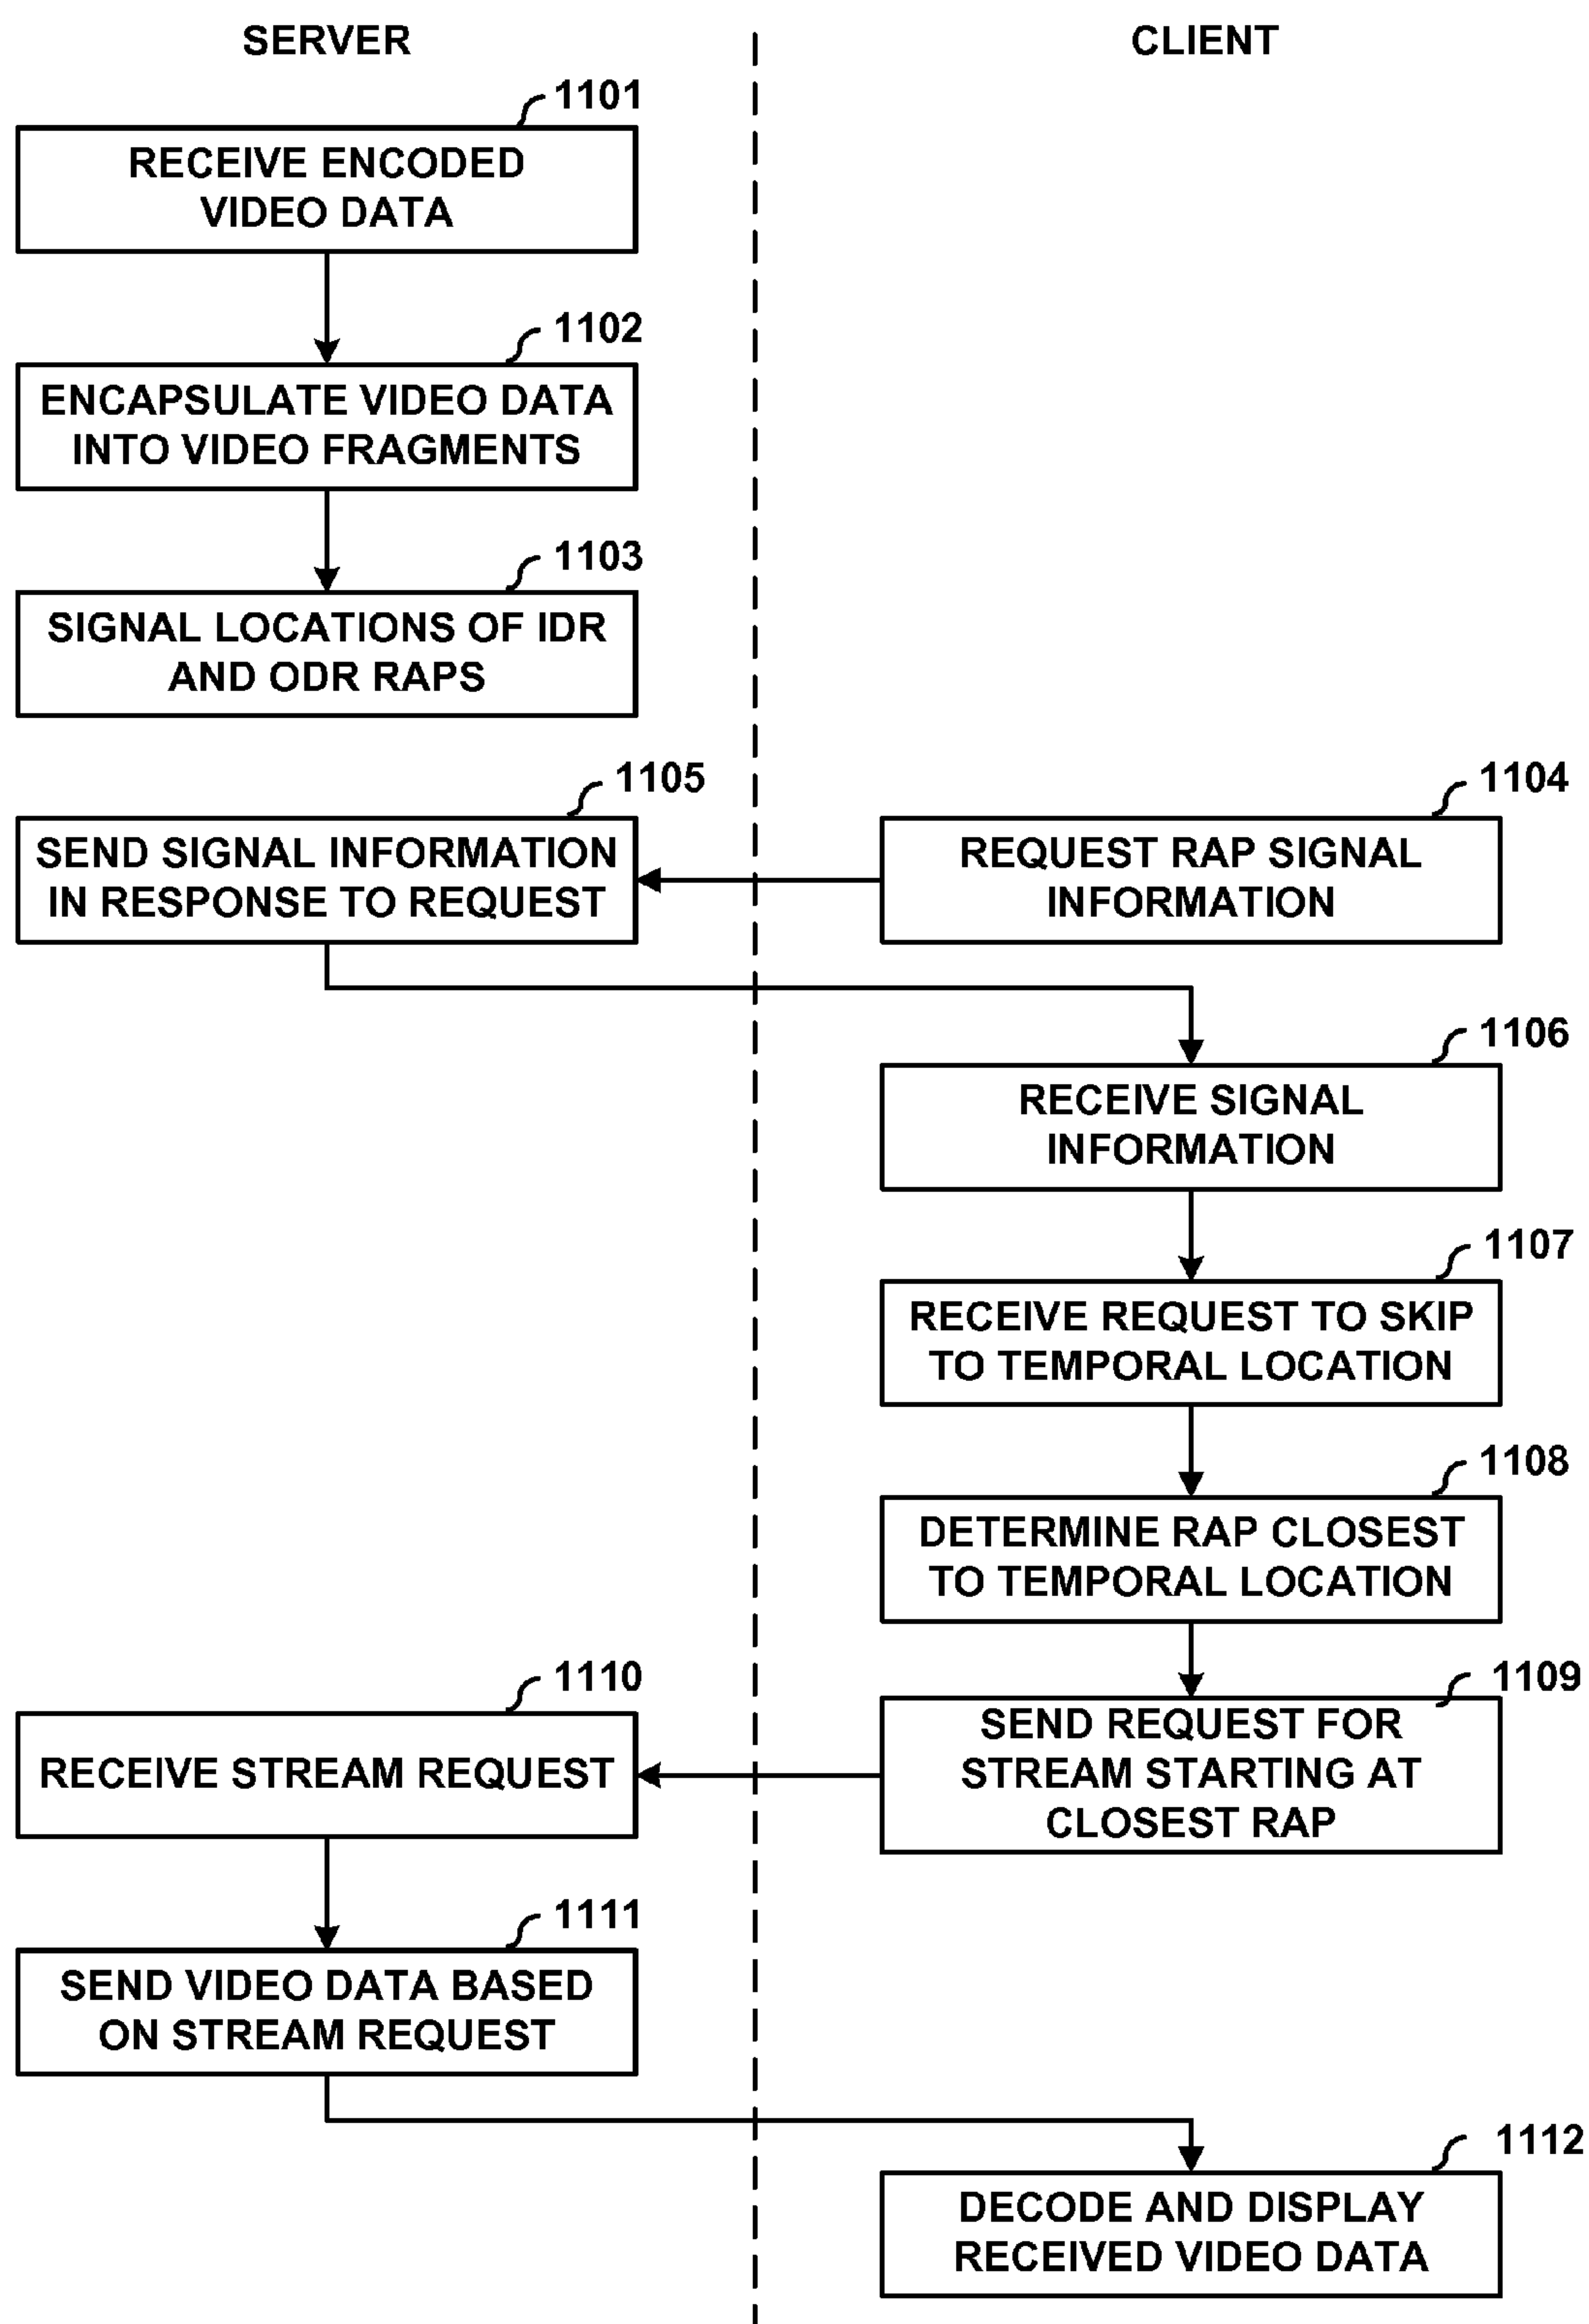 SERVER
CLIENT
1101
RECEIVE ENCODED
VIDEO DATA
1102
ENCAPSULATE VIDEO DATA
INTO VIDEO FRAGMENTS
1103
SIGNAL LOCATIONS OF IDR
AND ODR RAPS
1104
REQUEST RAP SIGNAL
INFORMATION
1105
SEND SIGNAL INFORMATION
IN RESPONSE TO REQUEST
1106
RECEIVE SIGNAL
INFORMATION
1107
RECEIVE REQUEST TO SKIP
TO TEMPORAL LOCATION
1108
DETERMINE RAP CLOSEST
TO TEMPORAL LOCATION
1109
SEND REQUEST FOR
STREAM STARTING AT
CLOSEST RAP
1110
RECEIVE STREAM REQUEST
1111
SEND VIDEO DATA BASED
ON STREAM REQUEST
1112
DECODE AND DISPLAY
RECEIVED VIDEO DATA